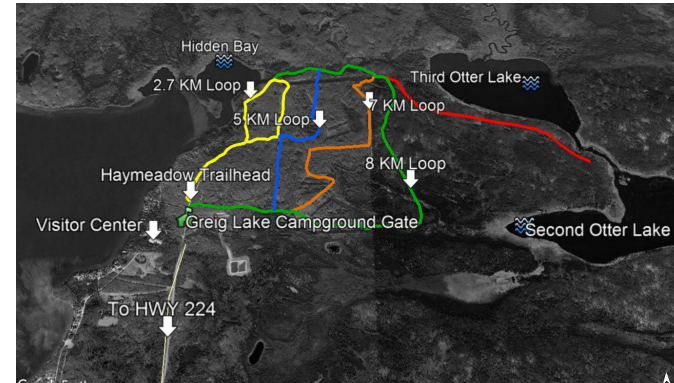 Hidden Bay
2.7 KM Loop
Third Otter Lake
7 KM Loop
5 KM Loop
8 KM Loop
Haymeadow Trailhead
Visitor Center
Greig Lake Campground Gate
Second Otter Lake
To HWY 224